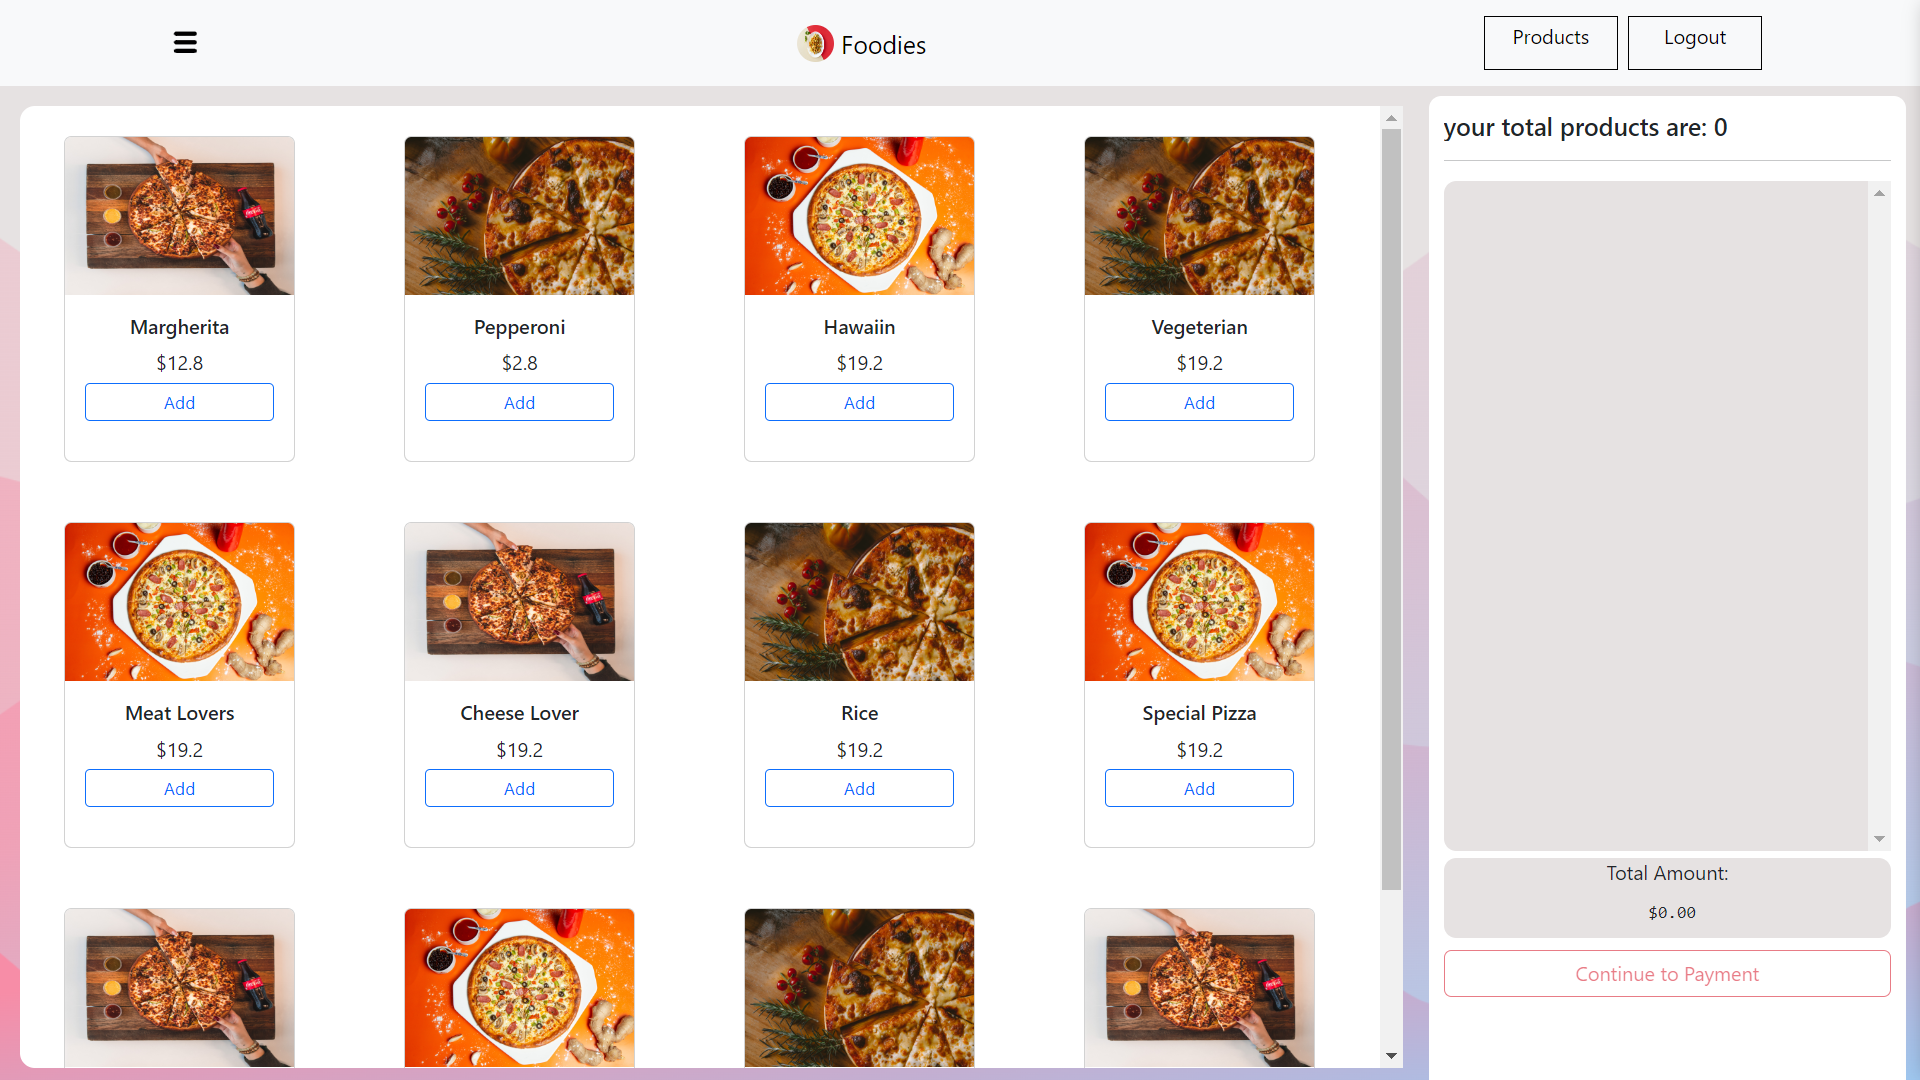 Foodies
Products
Logout
Margherita
$12.8
Add
Pepperoni
$2.8
Add
Hawaiin
$19.2
Add
Vegeterian
$19.2
Add
Meat Lovers
$19.2
Add
Cheese Lover
$19.2
Add
Rice
$19.2
Add
Special Pizza
$19.2
Add
your total products are: 0
Total Amount:
$0.00
Continue to Payment